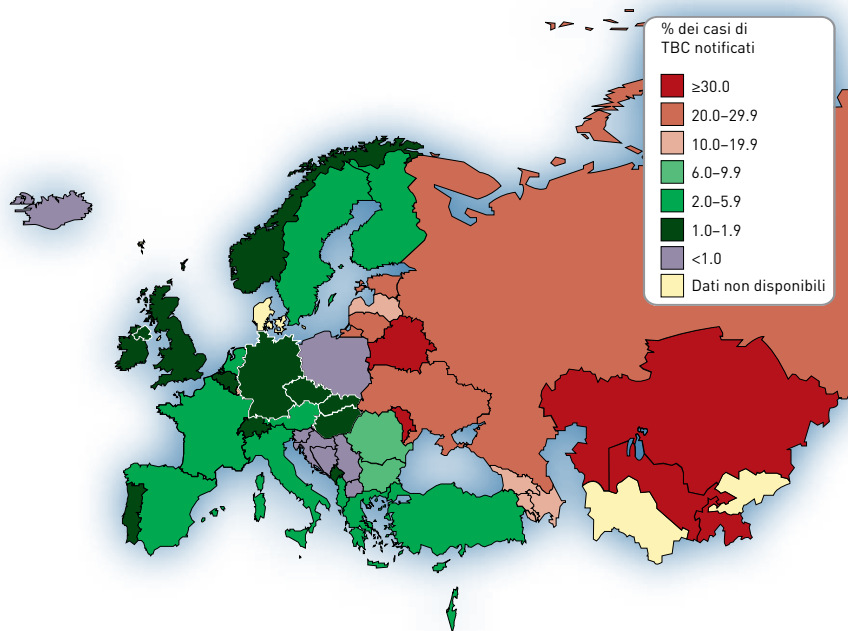 % dei casi di
TBC notificati
≥30.0
20.0–29.9
10.0–19.9
6.0–9.9
2.0–5.9
1.0–1.9
<1.0
Dati non disponibili